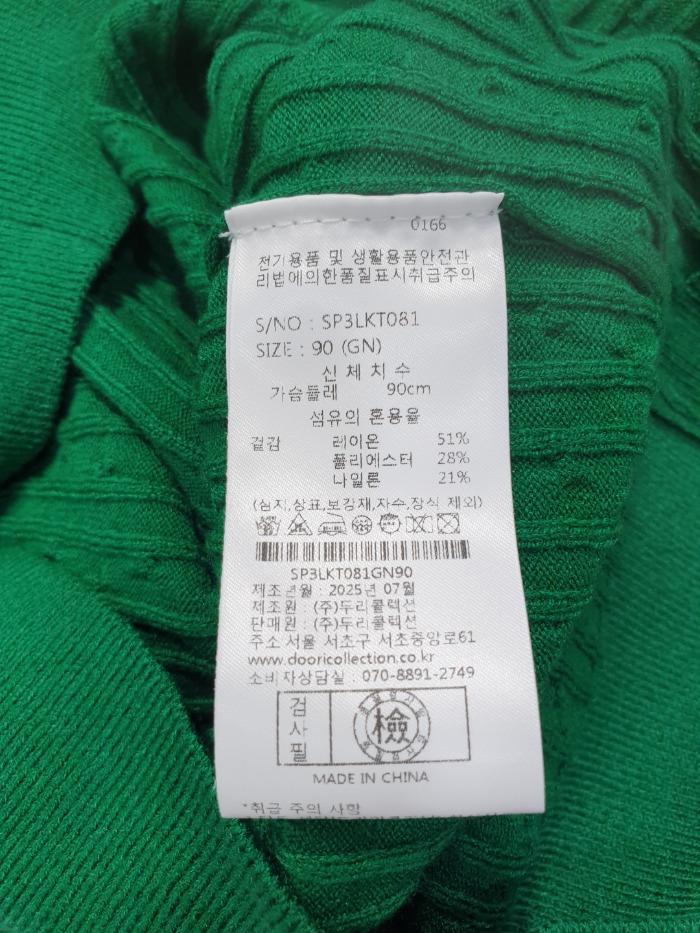 0166
전기용품 및 생활용품안전관
리법에의한품질표시취급주의
S/NO : SP3LKT081
SIZE : 90 (GN)
신 체 치 수
가슴둘레 90cm
섬유의 혼용율
겉감 레이온 51%
폴리에스터 28%
나일론 21%
(심지,상표,보강재,자수,장식 제외)
SP3LKT081GN90
제조년월 : 2025년 07월
제조원 : (주)두리콜렉션
판매원 : (주)두리콜렉션
주소 서울 서초구 서초중앙로61
www.dooricollection.co.kr
소비자상담실 : 070-8891-2749
검사필
檢
MADE IN CHINA
*취급 주의 사항